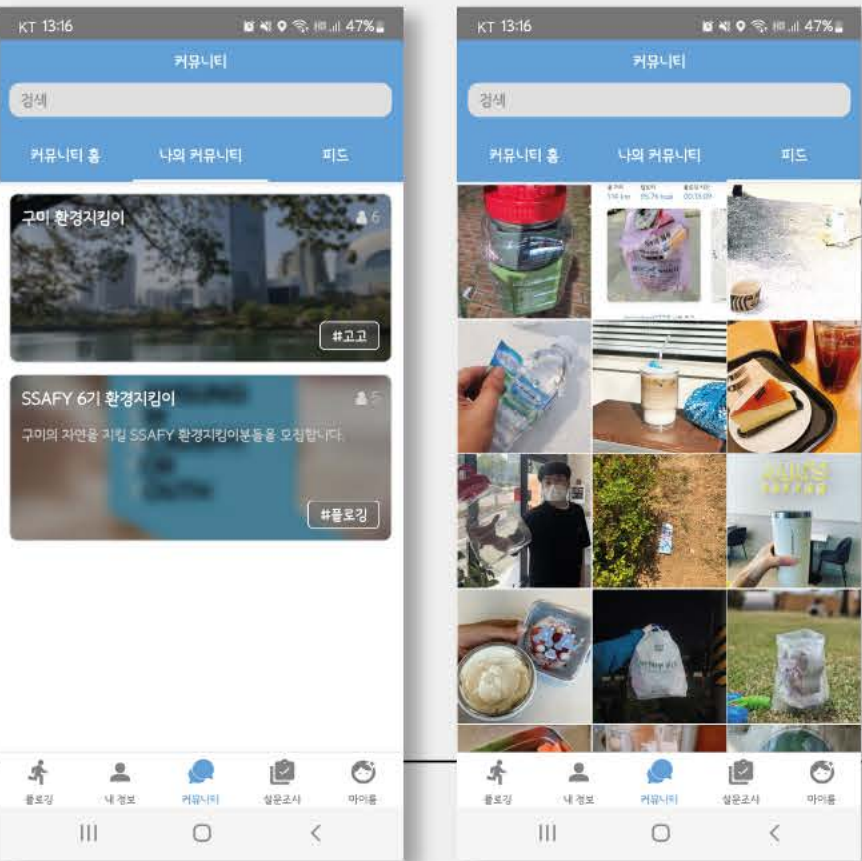 KT 13:16
47%
커뮤니티
검색
커뮤니티 홈
나의 커뮤니티
피드
구미 환경지킴이
6
#고고
SSAFY 6기 환경지킴이
5
구미의 자연을 지킬 SSAFY 환경지킴이분들을 모집합니다.
#플로깅
플로깅
내 정보
커뮤니티
설문조사
마이룸
KT 13:16
47%
커뮤니티
검색
커뮤니티 홈
나의 커뮤니티
피드
플로깅
내 정보
커뮤니티
설문조사
마이룸